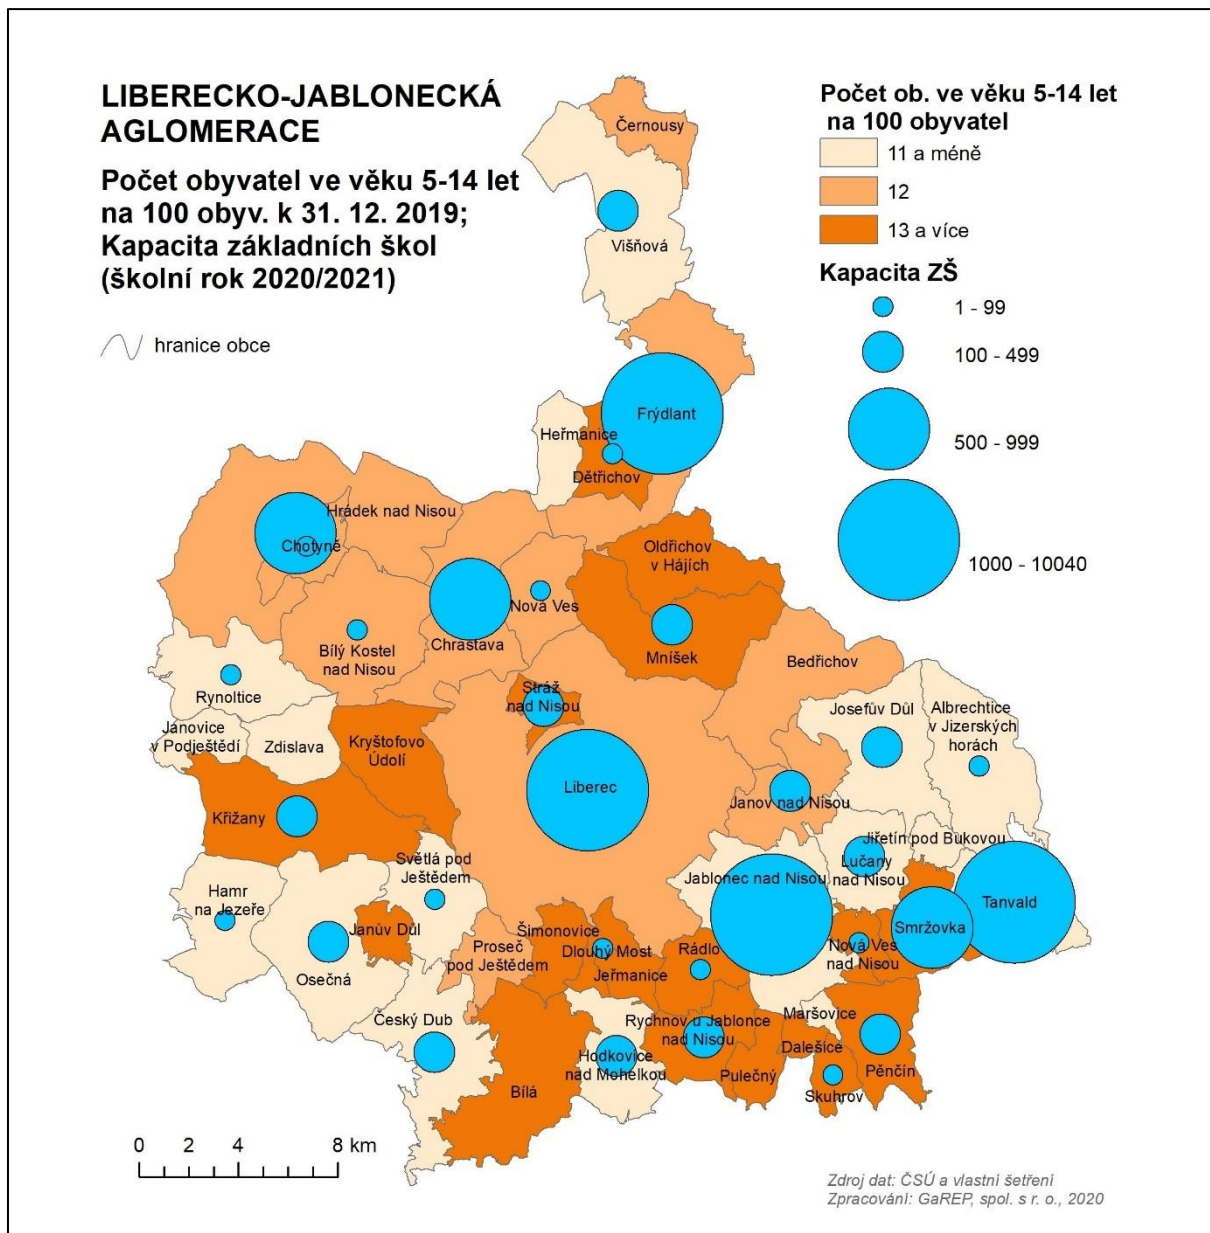 LIBERECKO-JABLONECKÁ
AGLOMERACE
Počet obyvatel ve věku 5-14 let
na 100 obyv. k 31. 12. 2019;
Kapacita základních škol
(školní rok 2020/2021)
hranice obce
Počet ob. ve věku 5-14 let
na 100 obyvatel
11 a méně
12
13 a více
Kapacita ZŠ
1 - 99
100 - 499
500 - 999
1000 - 10040
Černousy
Višňová
Frýdlant
Heřmanice
Dětřichov
Hrádek nad Nisou
Chotyně
Oldřichov
v Hájích
Nová Ves
Chrastava
Bílý Kostel
nad Nisou
Mníšek
Bedřichov
Rynoltice
Stráž
nad Nisou
Josefův Důl
Albrechtice
v Jizerských
horách
Janovice
v Podještědí
Zdislava
Kryštofovo
Údolí
Liberec
Janov nad Nisou
Křižany
Jiřetín pod Bukovou
Lučany
nad Nisou
Světlá pod
Ještědem
Jablonec nad Nisou
Hamr
na Jezeře
Tanvald
Smržovka
Janův Důl
Šimonovice
Proseč
pod Ještědem
Dlouhý Most
Rádlo
Nová Ves
nad Nisou
Jeřmanice
Osečná
Český Dub
Rychnov u Jablonce
nad Nisou
Maršovice
Dalešice
Hodkovice
nad Mohelkou
Pulečný
Pěnčín
Bílá
Skuhrov
0 2 4 8 km
Zdroj dat: ČSÚ a vlastní šetření
Zpracování: GaREP, spol. s r. o., 2020